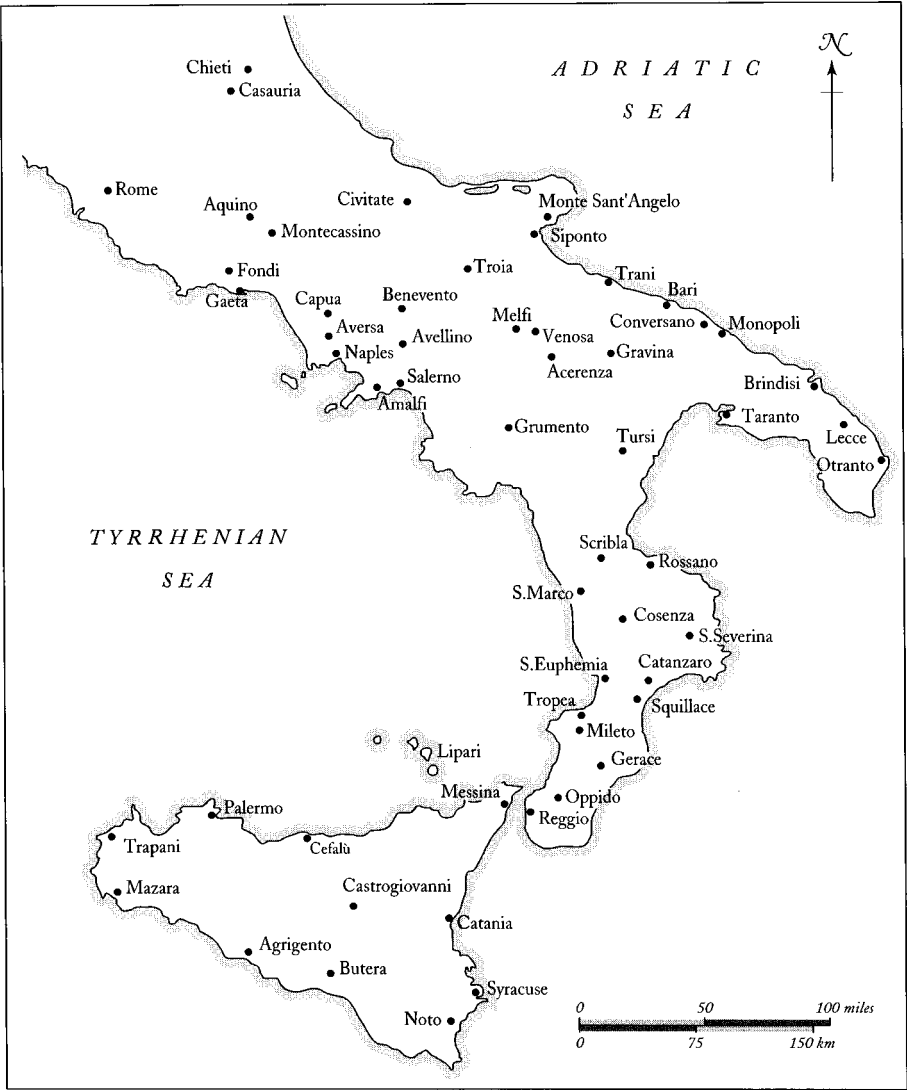 Chieti
Casauria
A D R I A T I C
S E A
N
Rome
Aquino
Montecassino
Civitate
Monte Sant'Angelo
Siponto
Fondi
Gaeta
Troia
Trani
Bari
Capua
Benevento
Aversa
Naples
Avellino
Melfi
Venosa
Acerenza
Conversano
Monopoli
Gravina
Salerno
Amalfi
Brindisi
Taranto
Lecce
Otranto
Grumento
Tursi
TYRRHENIAN
SEA
Scribla
Rossano
S.Marco
Cosenza
S.Severina
S.Euphemia
Catanzaro
Tropea
Squillace
Mileto
Lipari
Gerace
Messina
Oppido
Reggio
Palermo
Trapani
Cefalù
Mazara
Castrogiovanni
Catania
Agrigento
Butera
Syracuse
Noto
0 50 100 miles
0 75 150 km